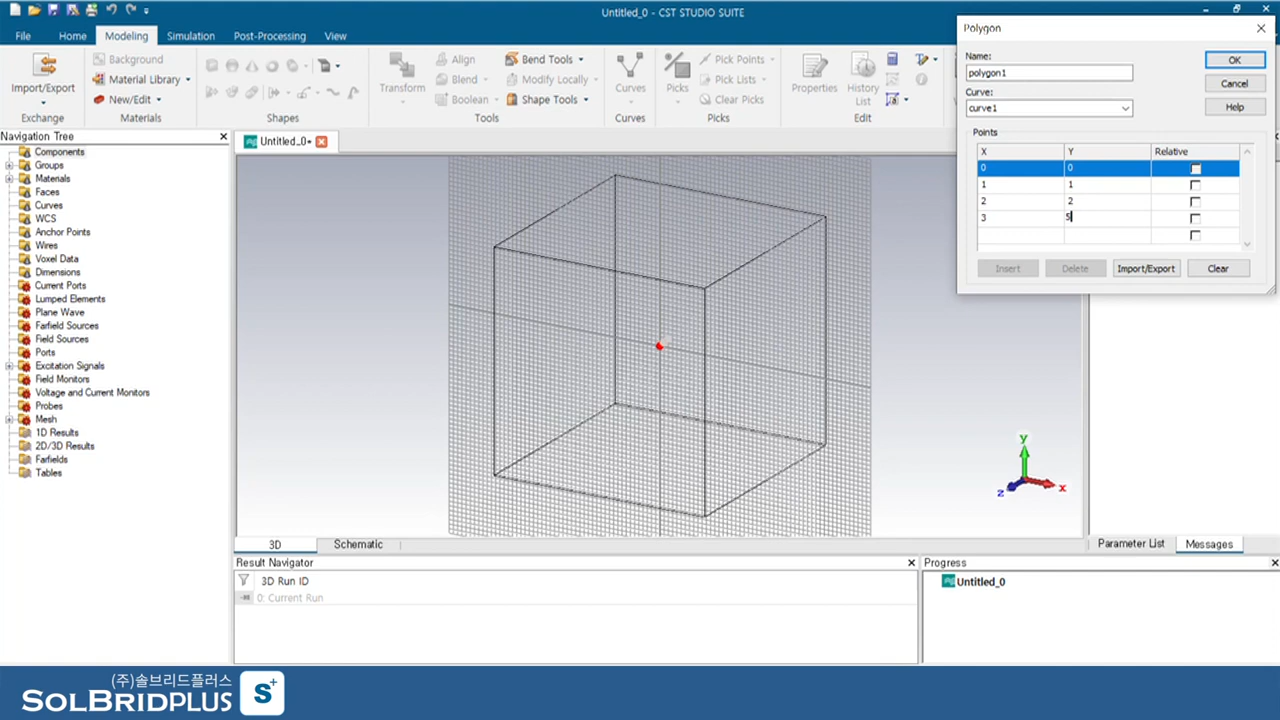 Untitled_0 - CST STUDIO SUITE
File Home Modeling Simulation Post-Processing View
Import/Export
Exchange
Background
Material Library
New/Edit
Materials
Shapes
Transform
Align
Blend
Boolean
Bend Tools
Modify Locally
Shape Tools
Tools
Curves
Curves
Picks
Pick Points
Pick Lists
Clear Picks
Picks
Properties
History
List
Edit
Polygon
Name:
polygon1
Curve:
curve1
OK
Cancel
Help
Points
X Y Relative
0 0
1 1
2 2
3 5
Insert Delete Import/Export Clear
Navigation Tree
Components
Groups
Materials
Faces
Curves
WCS
Anchor Points
Wires
Voxel Data
Dimensions
Current Ports
Lumped Elements
Plane Wave
Farfield Sources
Field Sources
Ports
Excitation Signals
Field Monitors
Voltage and Current Monitors
Probes
Mesh
1D Results
2D/3D Results
Farfields
Tables
Untitled_0*
y
z
x
3D Schematic
Parameter List Messages
Result Navigator
3D Run ID
0: Current Run
Progress
Untitled_0
(주)솔브리드플러스
SOLBRIDPLUS
S+